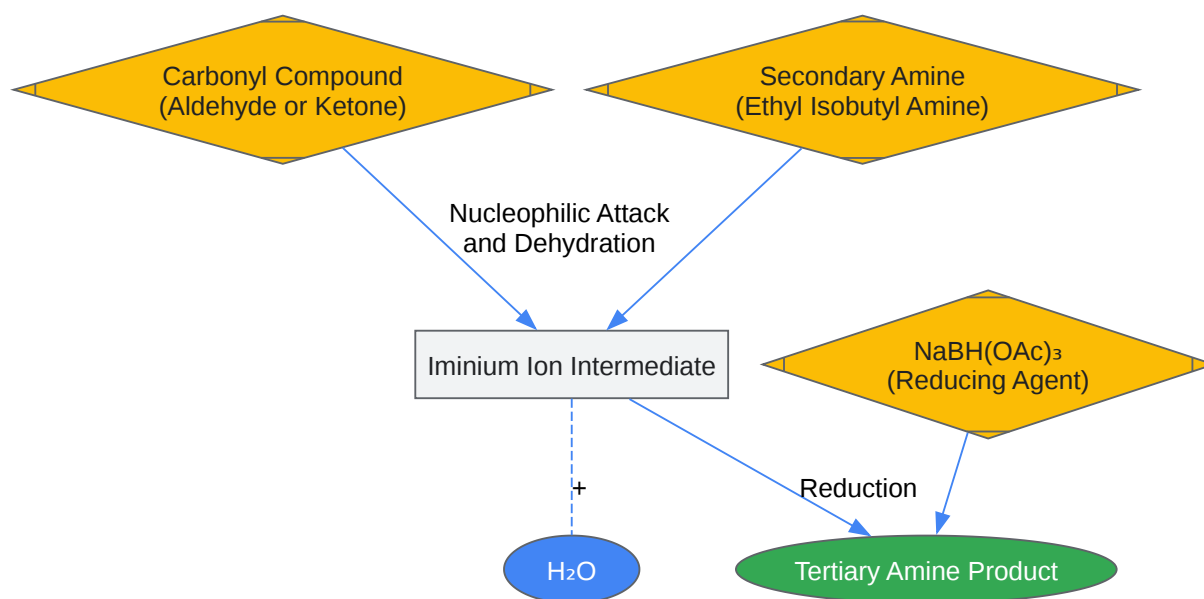 Carbonyl Compound
(Aldehyde or Ketone)
Secondary Amine
(Ethyl Isobutyl Amine)
Nucleophilic Attack
and Dehydration
Iminium Ion Intermediate
NaBH(OAc)₃
(Reducing Agent)
+
Reduction
H₂O
Tertiary Amine Product